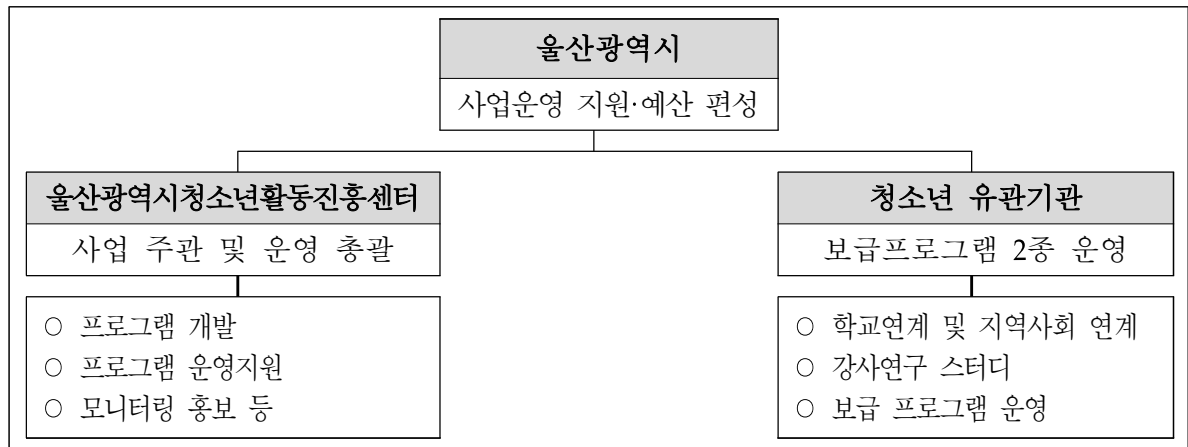 울산광역시
사업운영 지원·예산 편성
울산광역시청소년활동진흥센터
사업 주관 및 운영 총괄
○ 프로그램 개발
○ 프로그램 운영지원
○ 모니터링 홍보 등
청소년 유관기관
보급프로그램 2종 운영
○ 학교연계 및 지역사회 연계
○ 강사연구 스터디
○ 보급 프로그램 운영